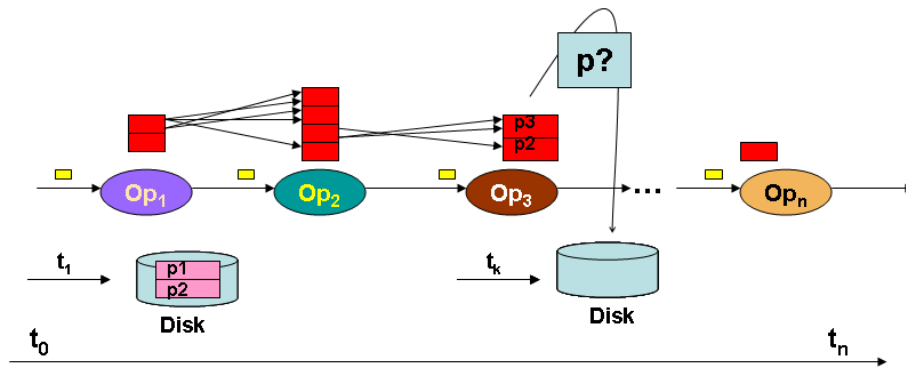 p?
p3
p2
Op1
Op2
Op3
...
Opn
t1
p1
p2
Disk
tk
Disk
t0
tn